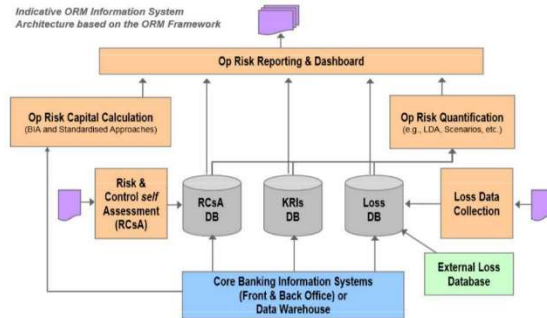 Indicative ORM Information System
Architecture based on the ORM Framework
Op Risk Reporting & Dashboard
Op Risk Capital Calculation
(BIA and Standardised Approaches)
Op Risk Quantification
(e.g., LDA, Scenarios, etc.)
Risk &
Control self
Assessment
(RCsA)
RCsA
DB
KRIs
DB
Loss
DB
Loss Data
Collection
External Loss
Database
Core Banking Information Systems
(Front & Back Office) or
Data Warehouse